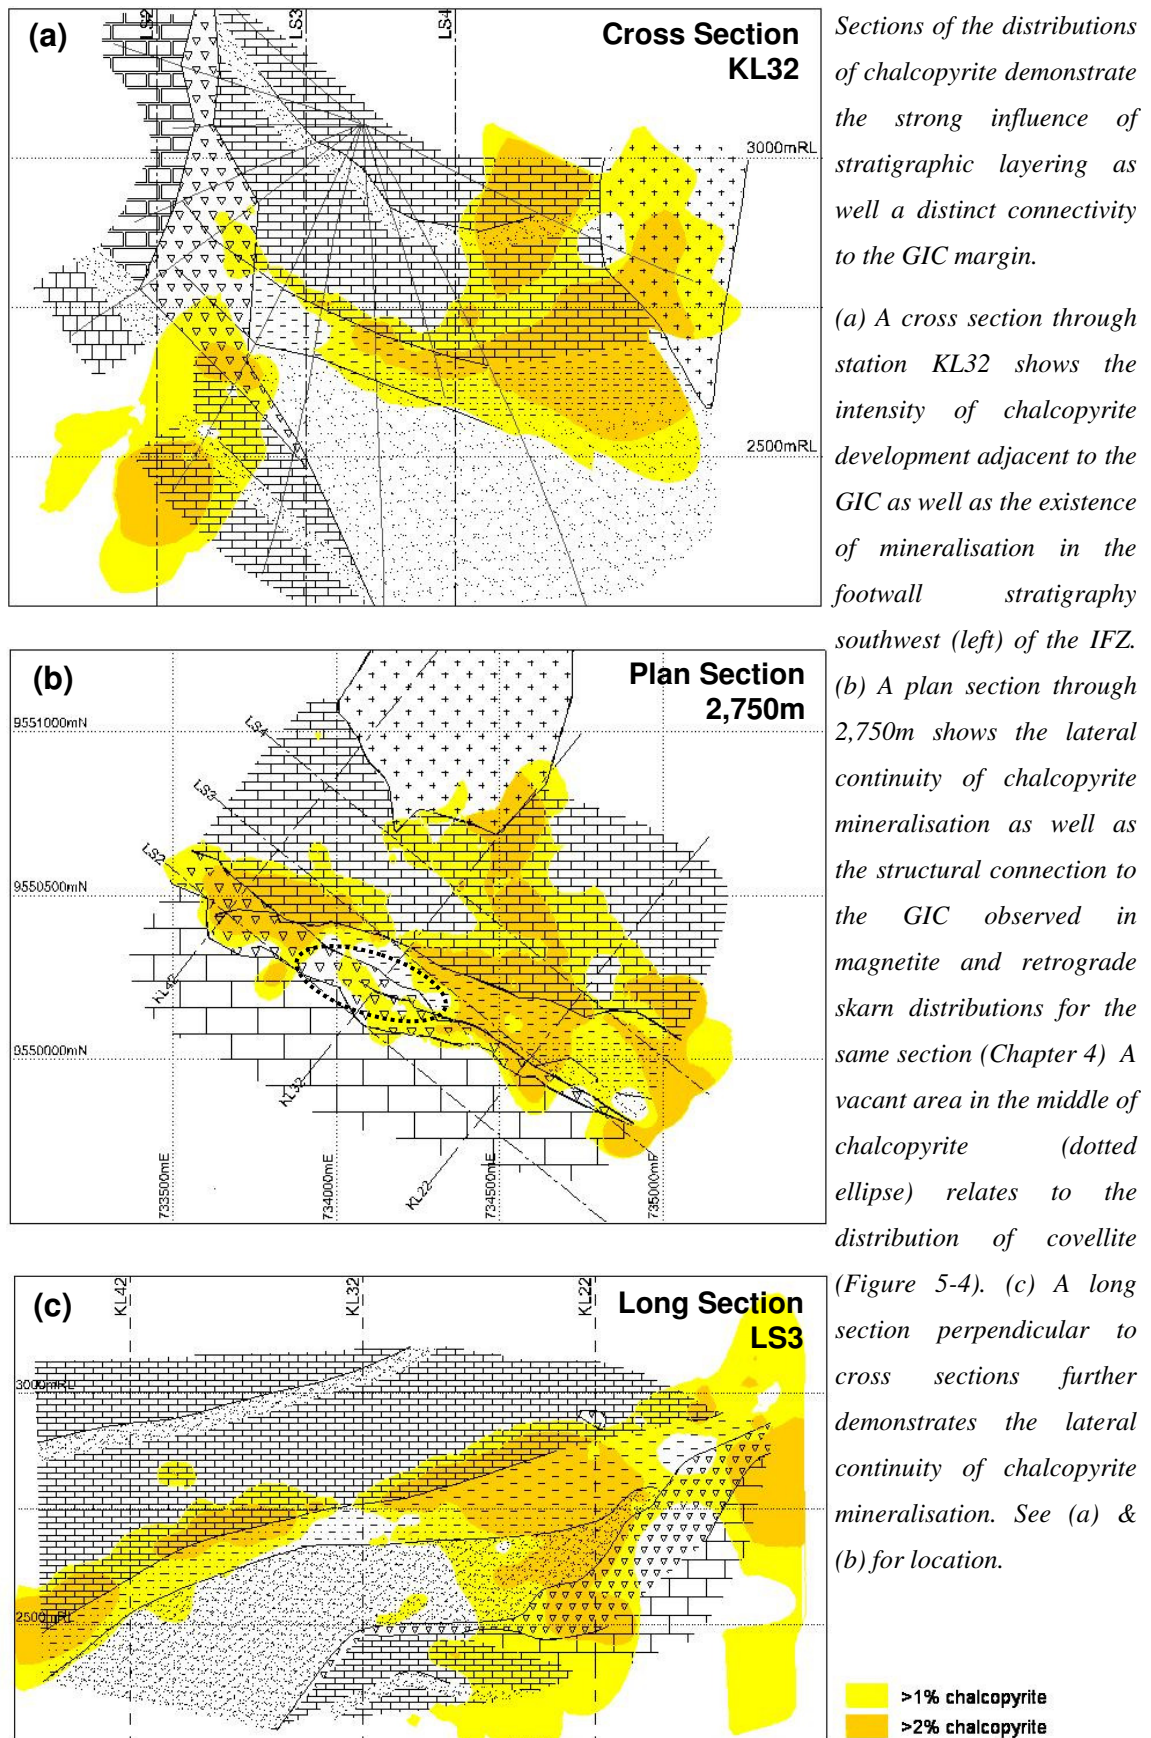 (a)
Cross Section
KL32
LS2
LS3
LS4
3000mRL
2500mRL
(b)
Plan Section
2,750m
9551000mN
9550500mN
9550000mN
LS4
LS3
LS2
KL42
KL32
KL22
733500mE
734000mE
734500mE
735000mE
(c)
Long Section
LS3
KL42
KL32
KL22
3000mRL
2500mRL
Sections of the distributions
of chalcopyrite demonstrate
the strong influence of
stratigraphic layering as
well a distinct connectivity
to the GIC margin.
(a) A cross section through
station KL32 shows the
intensity of chalcopyrite
development adjacent to the
GIC as well as the existence
of mineralisation in the
footwall stratigraphy
southwest (left) of the IFZ.
(b) A plan section through
2,750m shows the lateral
continuity of chalcopyrite
mineralisation as well as
the structural connection to
the GIC observed in
magnetite and retrograde
skarn distributions for the
same section (Chapter 4) A
vacant area in the middle of
chalcopyrite (dotted
ellipse) relates to the
distribution of covellite
(Figure 5-4). (c) A long
section perpendicular to
cross sections further
demonstrates the lateral
continuity of chalcopyrite
mineralisation. See (a) &
(b) for location.
>1% chalcopyrite
>2% chalcopyrite